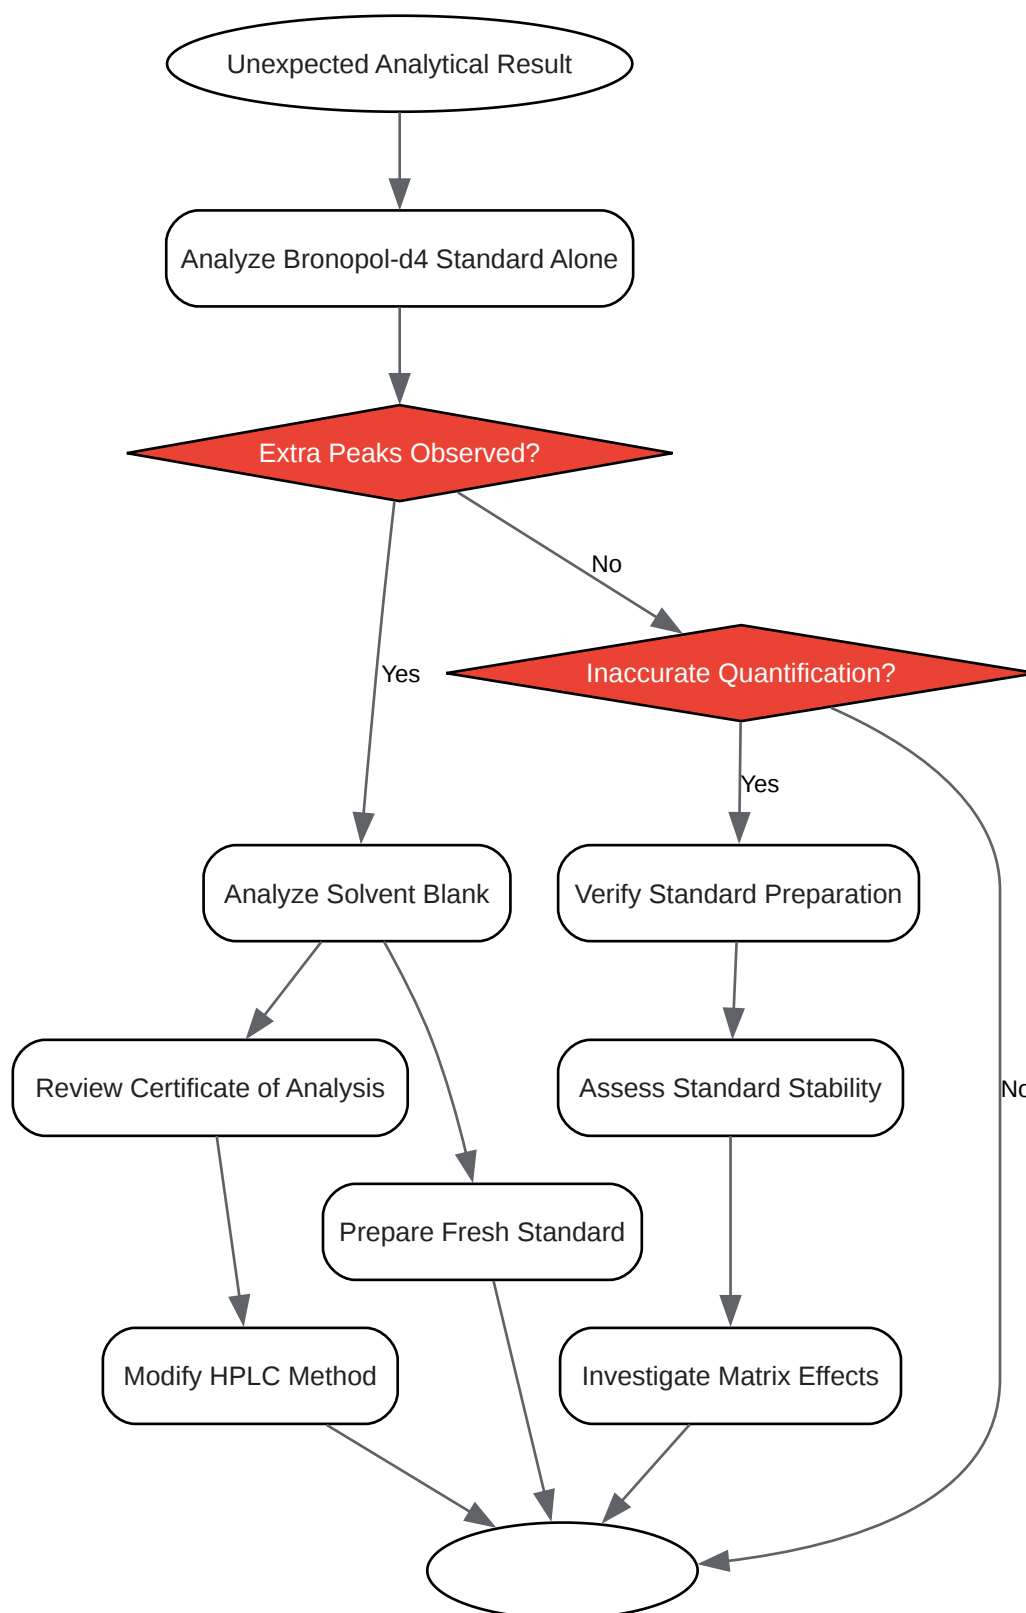 Unexpected Analytical Result
Analyze Bronopol-d4 Standard Alone
Extra Peaks Observed?
No
Yes
Inaccurate Quantification?
Yes
Analyze Solvent Blank
Verify Standard Preparation
Review Certificate of Analysis
Assess Standard Stability
No
Prepare Fresh Standard
Modify HPLC Method
Investigate Matrix Effects